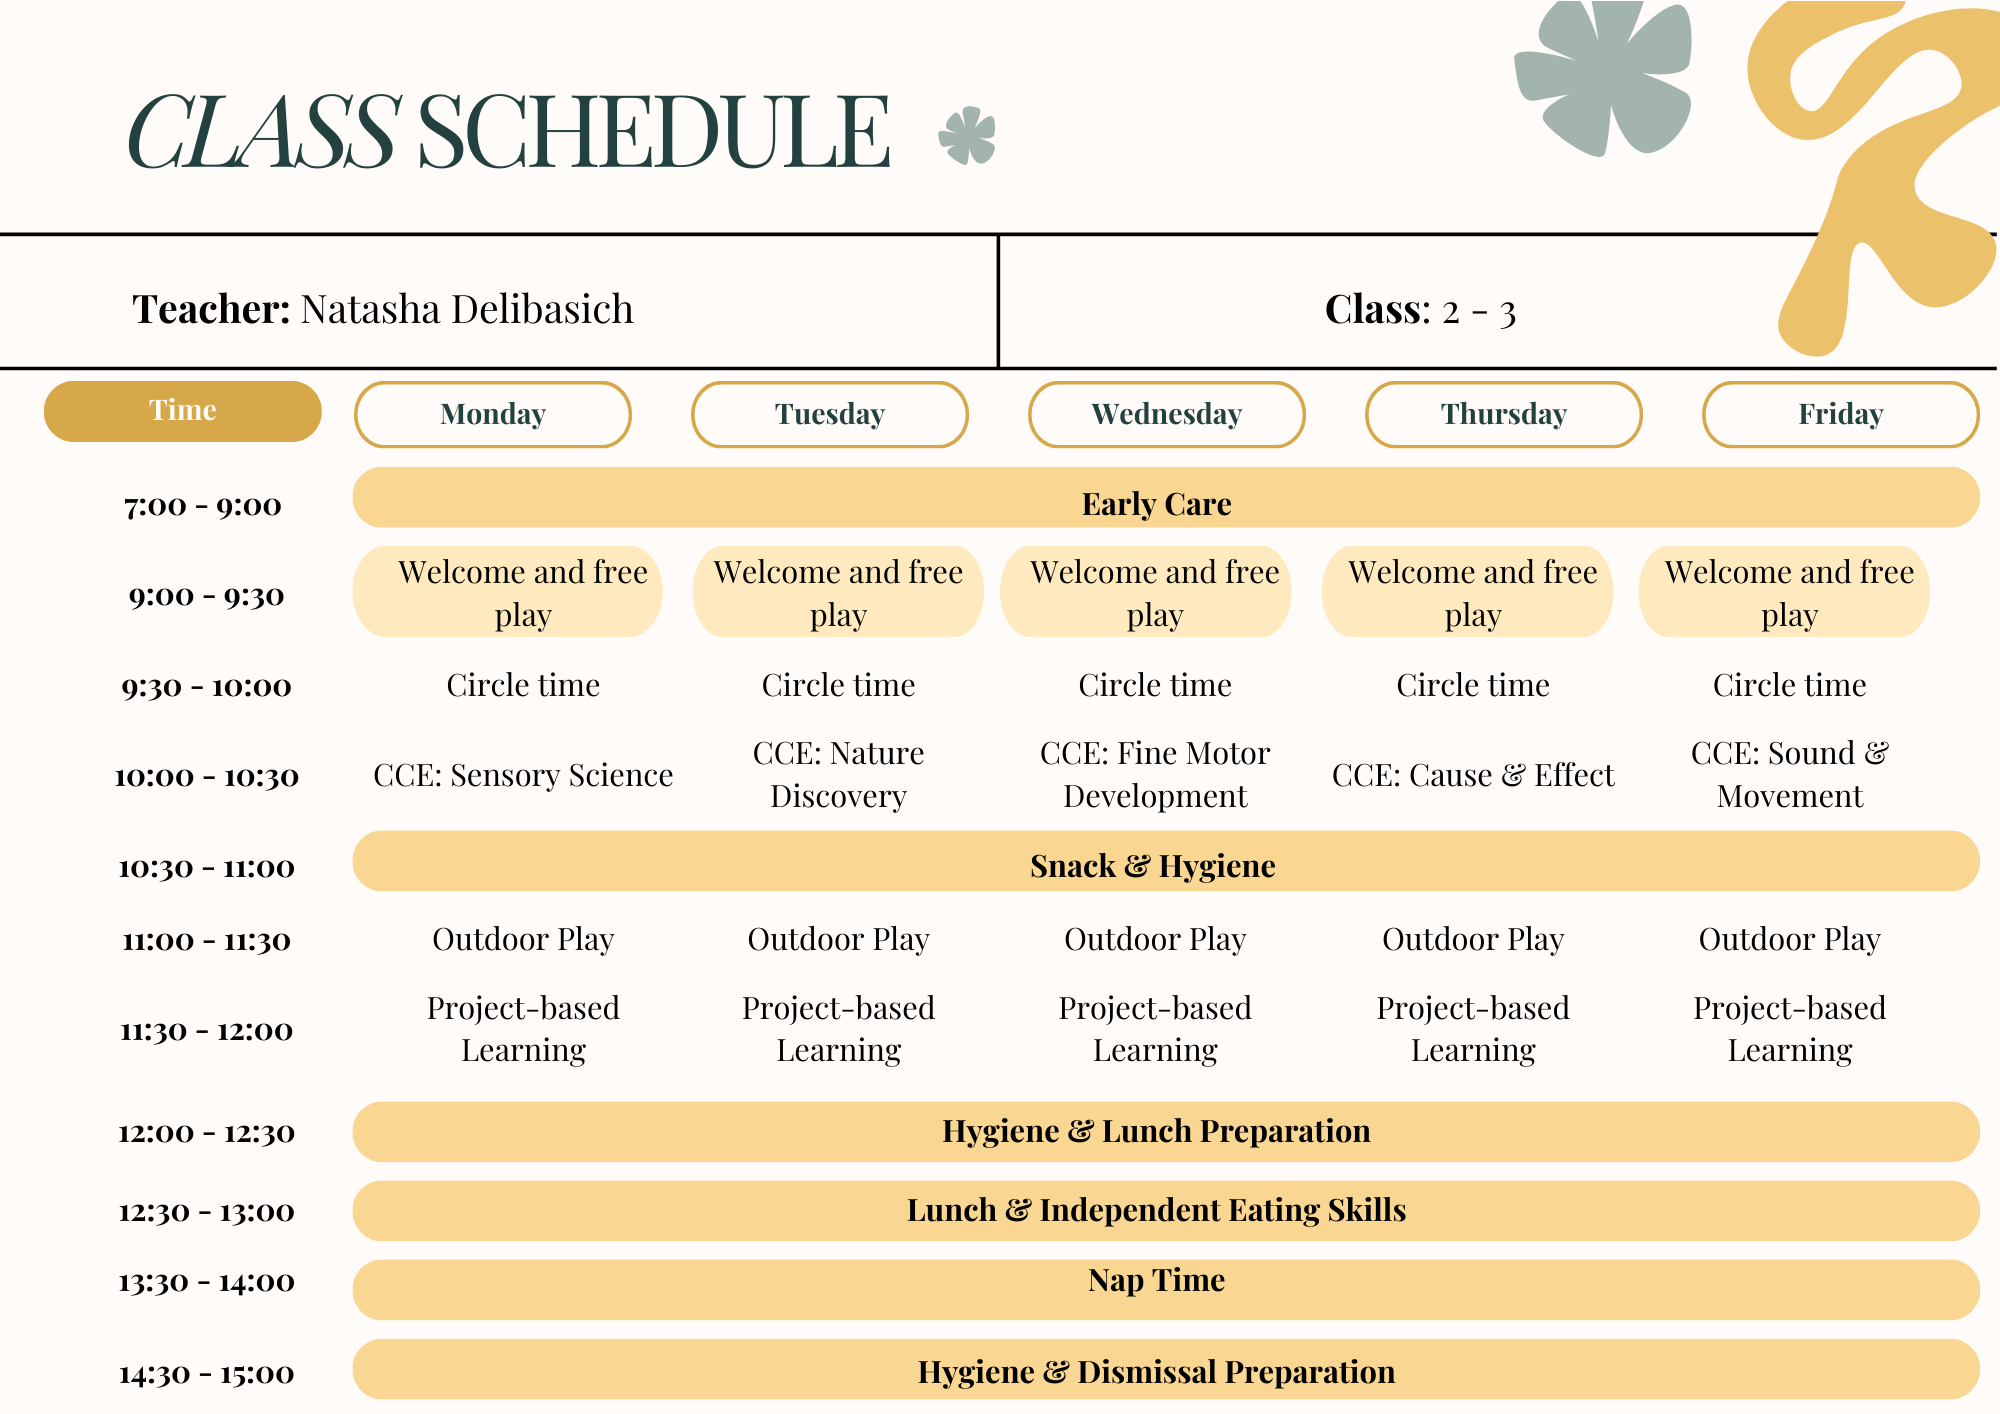 CLASS SCHEDULE
Teacher: Natasha Delibasich
Class: 2 - 3
Time Monday Tuesday Wednesday Thursday Friday
7:00 - 9:00 Early Care
9:00 - 9:30
Welcome and free
play
Welcome and free
play
Welcome and free
play
Welcome and free
play
Welcome and free
play
9:30 - 10:00 Circle time Circle time Circle time Circle time Circle time
10:00 - 10:30
CCE: Sensory Science
CCE: Nature
Discovery
CCE: Fine Motor
Development
CCE: Cause & Effect
CCE: Sound &
Movement
10:30 - 11:00 Snack & Hygiene
11:00 - 11:30 Outdoor Play Outdoor Play Outdoor Play Outdoor Play Outdoor Play
11:30 - 12:00
Project-based
Learning
Project-based
Learning
Project-based
Learning
Project-based
Learning
Project-based
Learning
12:00 - 12:30 Hygiene & Lunch Preparation
12:30 - 13:00 Lunch & Independent Eating Skills
13:30 - 14:00 Nap Time
14:30 - 15:00 Hygiene & Dismissal Preparation